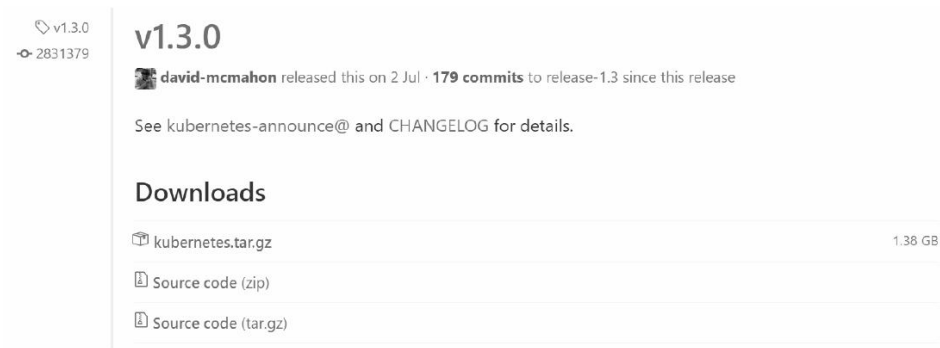 v1.3.0
2831379
v1.3.0
david-mcmahon released this on 2 Jul · 179 commits to release-1.3 since this release
See kubernetes-announce@ and CHANGELOG for details.
Downloads
kubernetes.tar.gz 1.38 GB
Source code (zip)
Source code (tar.gz)